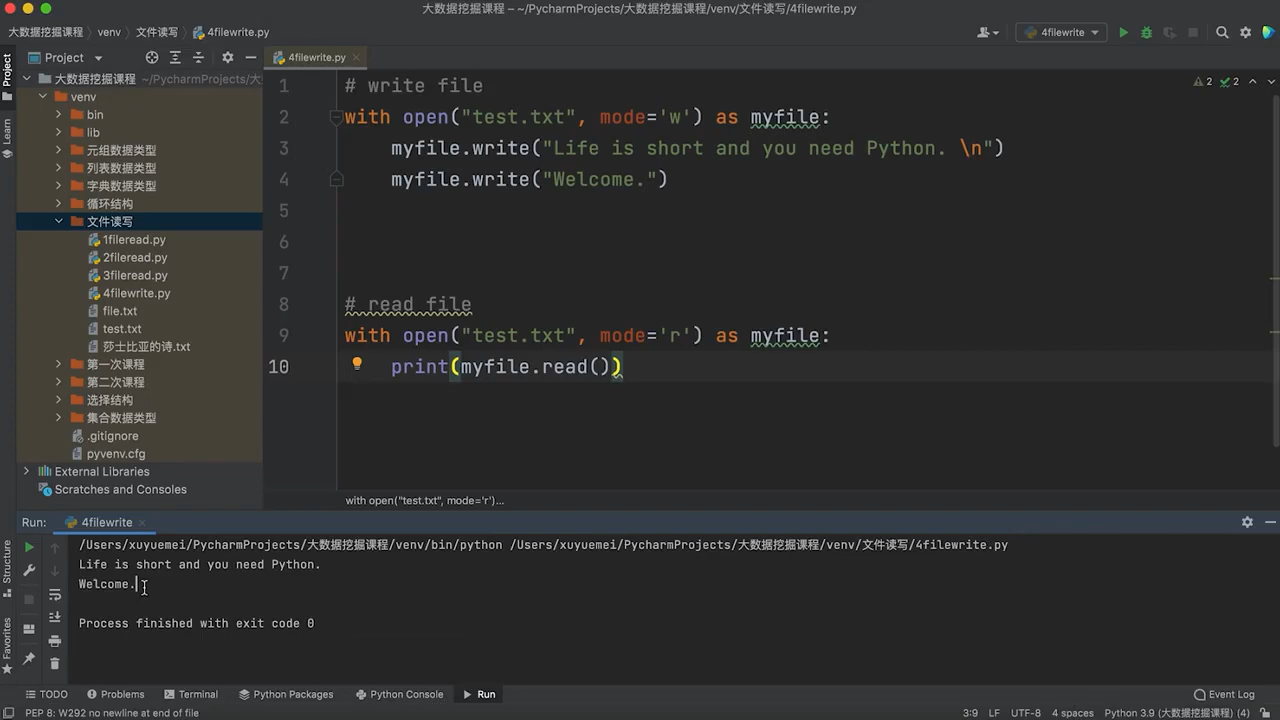 大数据挖掘课程 – ~/PycharmProjects/大数据挖掘课程/venv/文件读写/4filewrite.py
大数据挖掘课程 venv 文件读写 4filewrite.py 4filewrite
Project 4filewrite.py
大数据挖掘课程 ~/PycharmProjects/大
venv
bin
lib
元组数据类型
列表数据类型
字典数据类型
循环结构
文件读写
1fileread.py
2fileread.py
3fileread.py
4filewrite.py
file.txt
test.txt
莎士比亚的诗.txt
第一次课程
第二次课程
选择结构
集合数据类型
.gitignore
pyvenv.cfg
External Libraries
Scratches and Consoles
Project
Learn
Structure
Favorites
2 2
1 # write file
2 with open("test.txt", mode='w') as myfile:
3 myfile.write("Life is short and you need Python. \n")
4 myfile.write("Welcome.")
5
6
7
8 # read file
9 with open("test.txt", mode='r') as myfile:
10 print(myfile.read())
with open("test.txt", mode='r')...
Run: 4filewrite
/Users/xuyuemei/PycharmProjects/大数据挖掘课程/venv/bin/python /Users/xuyuemei/PycharmProjects/大数据挖掘课程/venv/文件读写/4filewrite.py
Life is short and you need Python.
Welcome.
Process finished with exit code 0
TODO Problems Terminal Python Packages Python Console Run Event Log
PEP 8: W292 no newline at end of file 3:9 LF UTF-8 4 spaces Python 3.9 (大数据挖掘课程) (4)